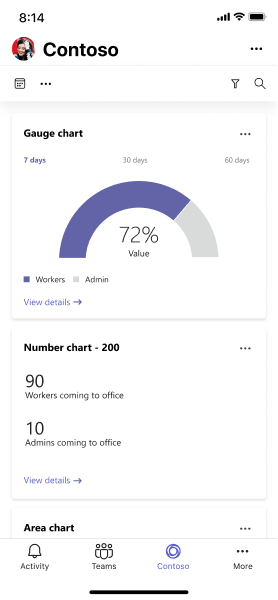 8:14
Contoso
Gauge chart
7 days 30 days 60 days
72%
Value
Workers Admin
View details →
Number chart - 200
90
Workers coming to office
10
Admins coming to office
View details →
Area chart
Activity Teams Contoso More